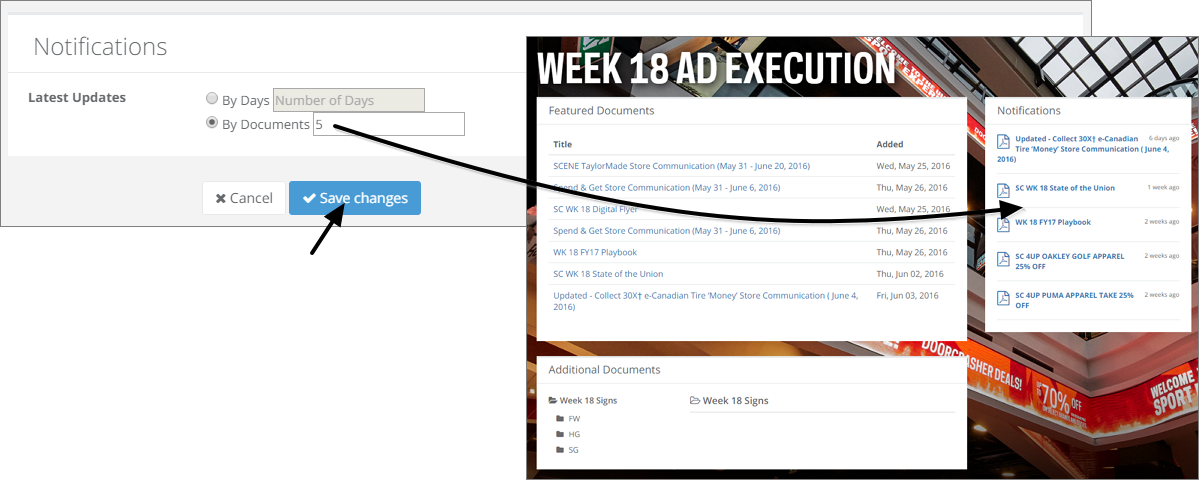 Notifications
Latest Updates
By Days Number of Days
By Documents 5
Cancel Save changes
WEEK 18 AD EXECUTION
Featured Documents
Title Added
SCENE TaylorMade Store Communication (May 31 - June 20, 2016) Wed, May 25, 2016
Spend & Get Store Communication (May 31 - June 6, 2016) Thu, May 26, 2016
SC WK 18 Digital Flyer Wed, May 25, 2016
Spend & Get Store Communication (May 31 - June 6, 2016) Thu, May 26, 2016
WK 18 FY17 Playbook Thu, May 26, 2016
SC WK 18 State of the Union Thu, Jun 02, 2016
Updated - Collect 30X† e-Canadian Tire ‘Money’ Store Communication ( June 4, Fri, Jun 03, 2016
2016)
Notifications
Updated - Collect 30X† e-Canadian 6 days ago
Tire ‘Money’ Store Communication ( June 4,
2016)
SC WK 18 State of the Union 1 week ago
WK 18 FY17 Playbook 2 weeks ago
SC 4UP OAKLEY GOLF APPAREL 2 weeks ago
25% OFF
SC 4UP PUMA APPAREL TAKE 25% 2 weeks ago
OFF
Additional Documents
Week 18 Signs
FW
HG
SG
Week 18 Signs
DOORCRASHER DEALS!
UP TO 70% OFF
WELCOME
SPORT